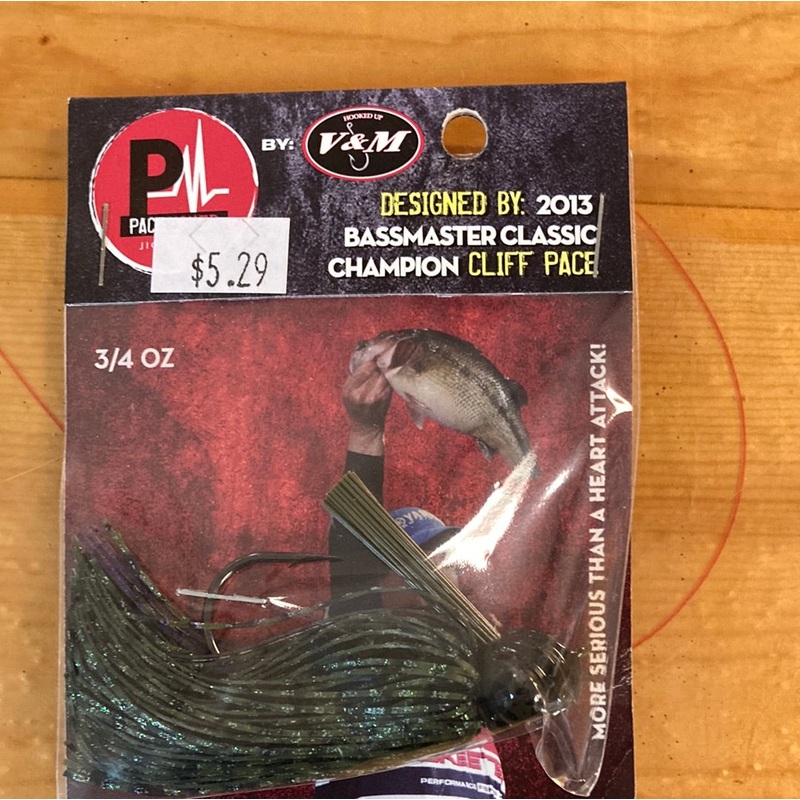 P
BY:
HOOKED UP
V&M
DESIGNED BY: 2013
BASSMASTER CLASSIC
CHAMPION CLIFF PACE
$5.29
3/4 OZ
MORE SERIOUS THAN A HEART ATTACK!
PERFORMANCE